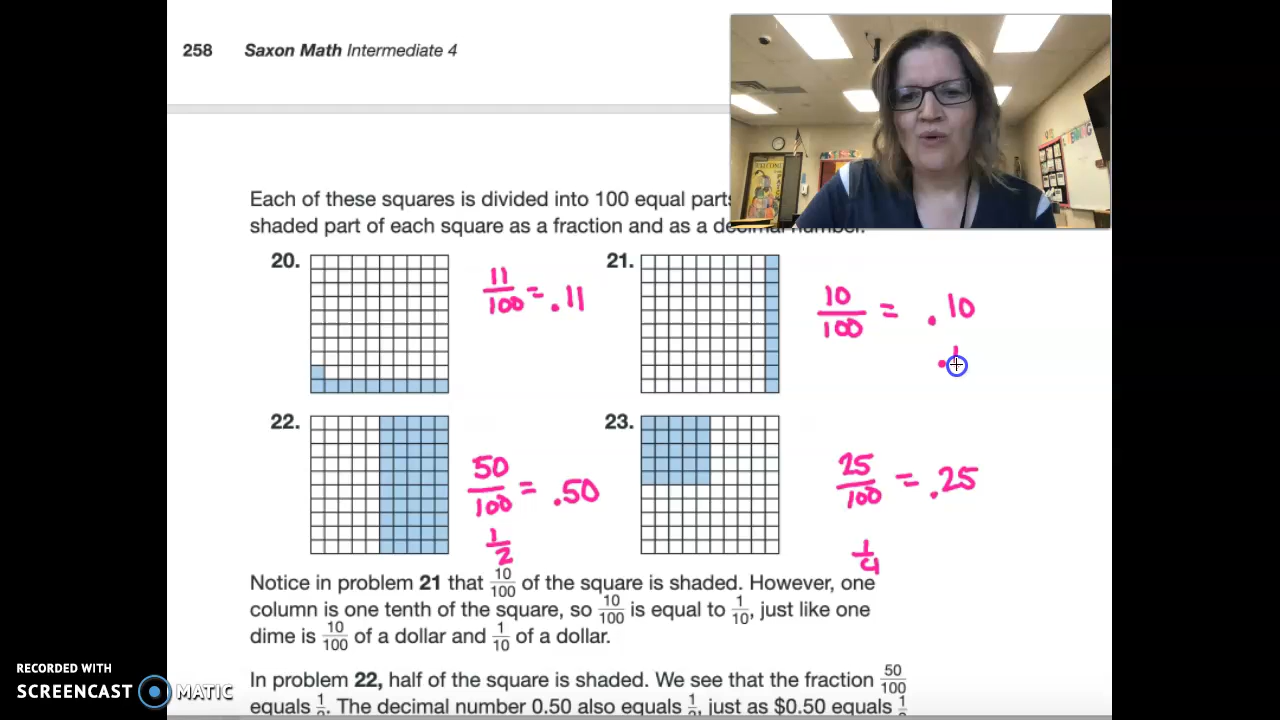 258 Saxon Math Intermediate 4
Each of these squares is divided into 100 equal parts
shaded part of each square as a fraction and as a decimal number.
20. 11/100 = .11
21. 10/100 = .10
.1
22. 50/100 = .50
1/2
23. 25/100 = .25
1/4
Notice in problem 21 that 10/100 of the square is shaded. However, one
column is one tenth of the square, so 10/100 is equal to 1/10, just like one
dime is 10/100 of a dollar and 1/10 of a dollar.
In problem 22, half of the square is shaded. We see that the fraction 50/100
equals 1/2. The decimal number 0.50 also equals 1/2, just as $0.50 equals 1/2
RECORDED WITH
SCREENCAST MATIC